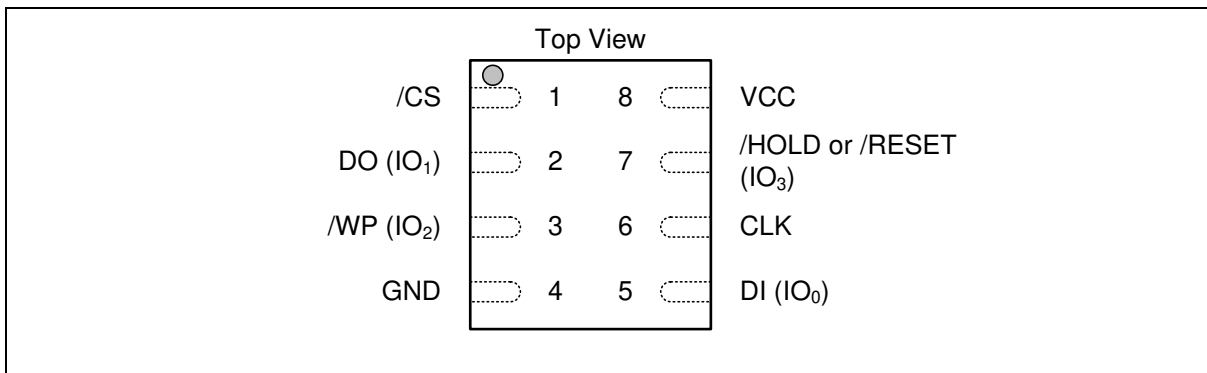 Top View
/CS 1 8 VCC
DO (IO₁) 2 7 /HOLD or /RESET
(IO₃)
/WP (IO₂) 3 6 CLK
GND 4 5 DI (IO₀)